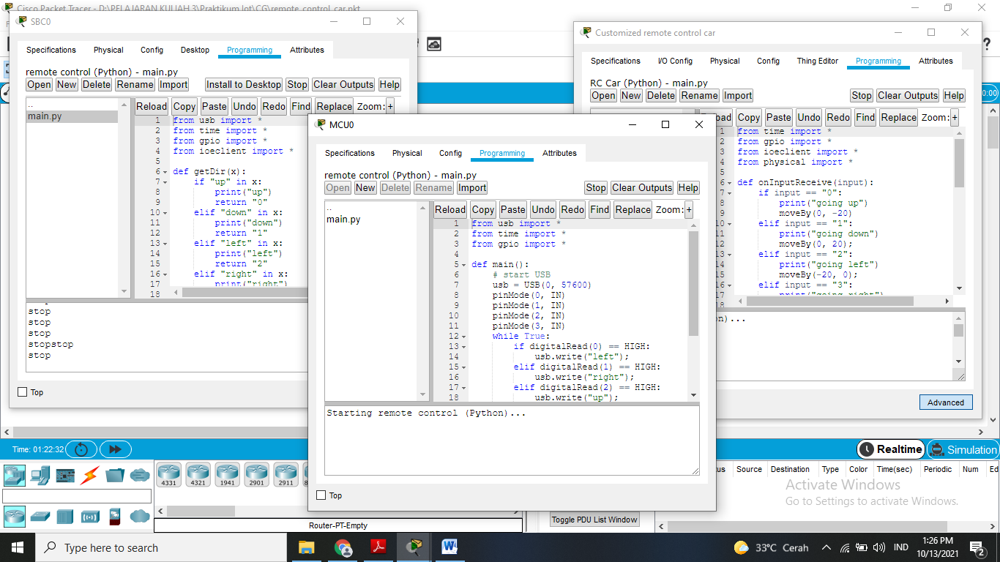 Cisco Packet Tracer - D:\PELAJARAN KULIAH 3\Praktikum Iot\CG\remote_control_car.pkt
SBC0
Specifications Physical Config Desktop Programming Attributes
remote control (Python) - main.py
Open New Delete Rename Import Install to Desktop Stop Clear Outputs Help
..
main.py
Reload Copy Paste Undo Redo Find Replace Zoom: +
1 from usb import *
2 from time import *
3 from gpio import *
4 from ioeclient import *
5
6 def getDir(x):
7 if "up" in x:
8 print("up")
9 return "0"
10 elif "down" in x:
11 print("down")
12 return "1"
13 elif "left" in x:
14 print("left")
15 return "2"
16 elif "right" in x:
17 print("right")
18
stop
stop
stop
stopstop
stop
Top
Customized remote control car
Specifications I/O Config Physical Config Thing Editor Programming Attributes
RC Car (Python) - main.py
Open New Delete Rename Import Stop Clear Outputs Help
oad Copy Paste Undo Redo Find Replace Zoom: +
1 from time import *
2 from gpio import *
3 from ioeclient import *
4 from physical import *
5
6 def onInputReceive(input):
7 if input == "0":
8 print("going up")
9 moveBy(0, -20)
10 elif input == "1":
11 print("going down")
12 moveBy(0, 20);
13 elif input == "2":
14 print("going left")
15 moveBy(-20, 0);
16 elif input == "3":
17 print("going right")
18
n)...
Advanced
?
0:00)
MCU0
Specifications Physical Config Programming Attributes
remote control (Python) - main.py
Open New Delete Rename Import Stop Clear Outputs Help
..
main.py
Reload Copy Paste Undo Redo Find Replace Zoom: +
1 from usb import *
2 from time import *
3 from gpio import *
4
5 def main():
6 # start USB
7 usb = USB(0, 57600)
8 pinMode(0, IN)
9 pinMode(1, IN)
10 pinMode(2, IN)
11 pinMode(3, IN)
12 while True:
13 if digitalRead(0) == HIGH:
14 usb.write("left");
15 elif digitalRead(1) == HIGH:
16 usb.write("right");
17 elif digitalRead(2) == HIGH:
18 usb.write("up");
Starting remote control (Python)...
Top
Time: 01:22:32
Realtime Simulation
4331 4321 1941 2901 2911
Router-PT-Empty
tus Source Destination Type Color Time(sec) Periodic Num Ed
Toggle PDU List Window
Activate Windows
Go to Settings to activate Windows.
Type here to search
33°C Cerah
IND
1:26 PM
10/13/2021
2